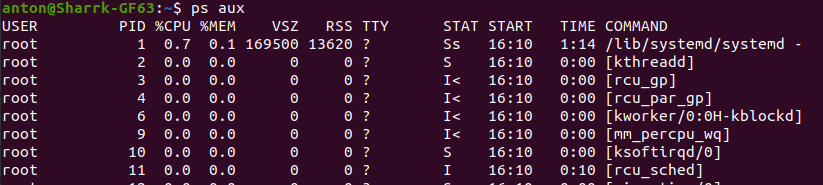 anton@Sharrk-GF63:~$ ps aux
USER PID %CPU %MEM VSZ RSS TTY STAT START TIME COMMAND
root 1 0.7 0.1 169500 13620 ? Ss 16:10 1:14 /lib/systemd/systemd -
root 2 0.0 0.0 0 0 ? S 16:10 0:00 [kthreadd]
root 3 0.0 0.0 0 0 ? I< 16:10 0:00 [rcu_gp]
root 4 0.0 0.0 0 0 ? I< 16:10 0:00 [rcu_par_gp]
root 6 0.0 0.0 0 0 ? I< 16:10 0:00 [kworker/0:0H-kblockd]
root 9 0.0 0.0 0 0 ? I< 16:10 0:00 [mm_percpu_wq]
root 10 0.0 0.0 0 0 ? S 16:10 0:00 [ksoftirqd/0]
root 11 0.0 0.0 0 0 ? I 16:10 0:10 [rcu_sched]